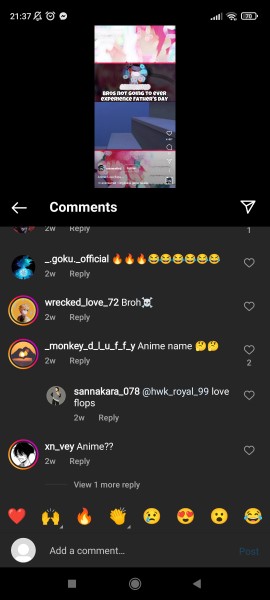 21:37
70
BROS NOT GOING TO EVER
EXPERIENCE FATHER'S DAY
Comments
2w Reply
1
_.goku._official 🔥🔥🔥😂😂😂😂😂😂
2w Reply
wrecked_love_72 Broh☠️
2w Reply
_monkey_d_l_u_f_f_y Anime name 🤔🤔
2w Reply
2
sannakara_078 @hwk_royal_99 love
flops
2w Reply
xn_vey Anime??
2w Reply
View 1 more reply
❤️ 🙌 🔥 👏 😢 😍 😮 😂
Add a comment...
Post